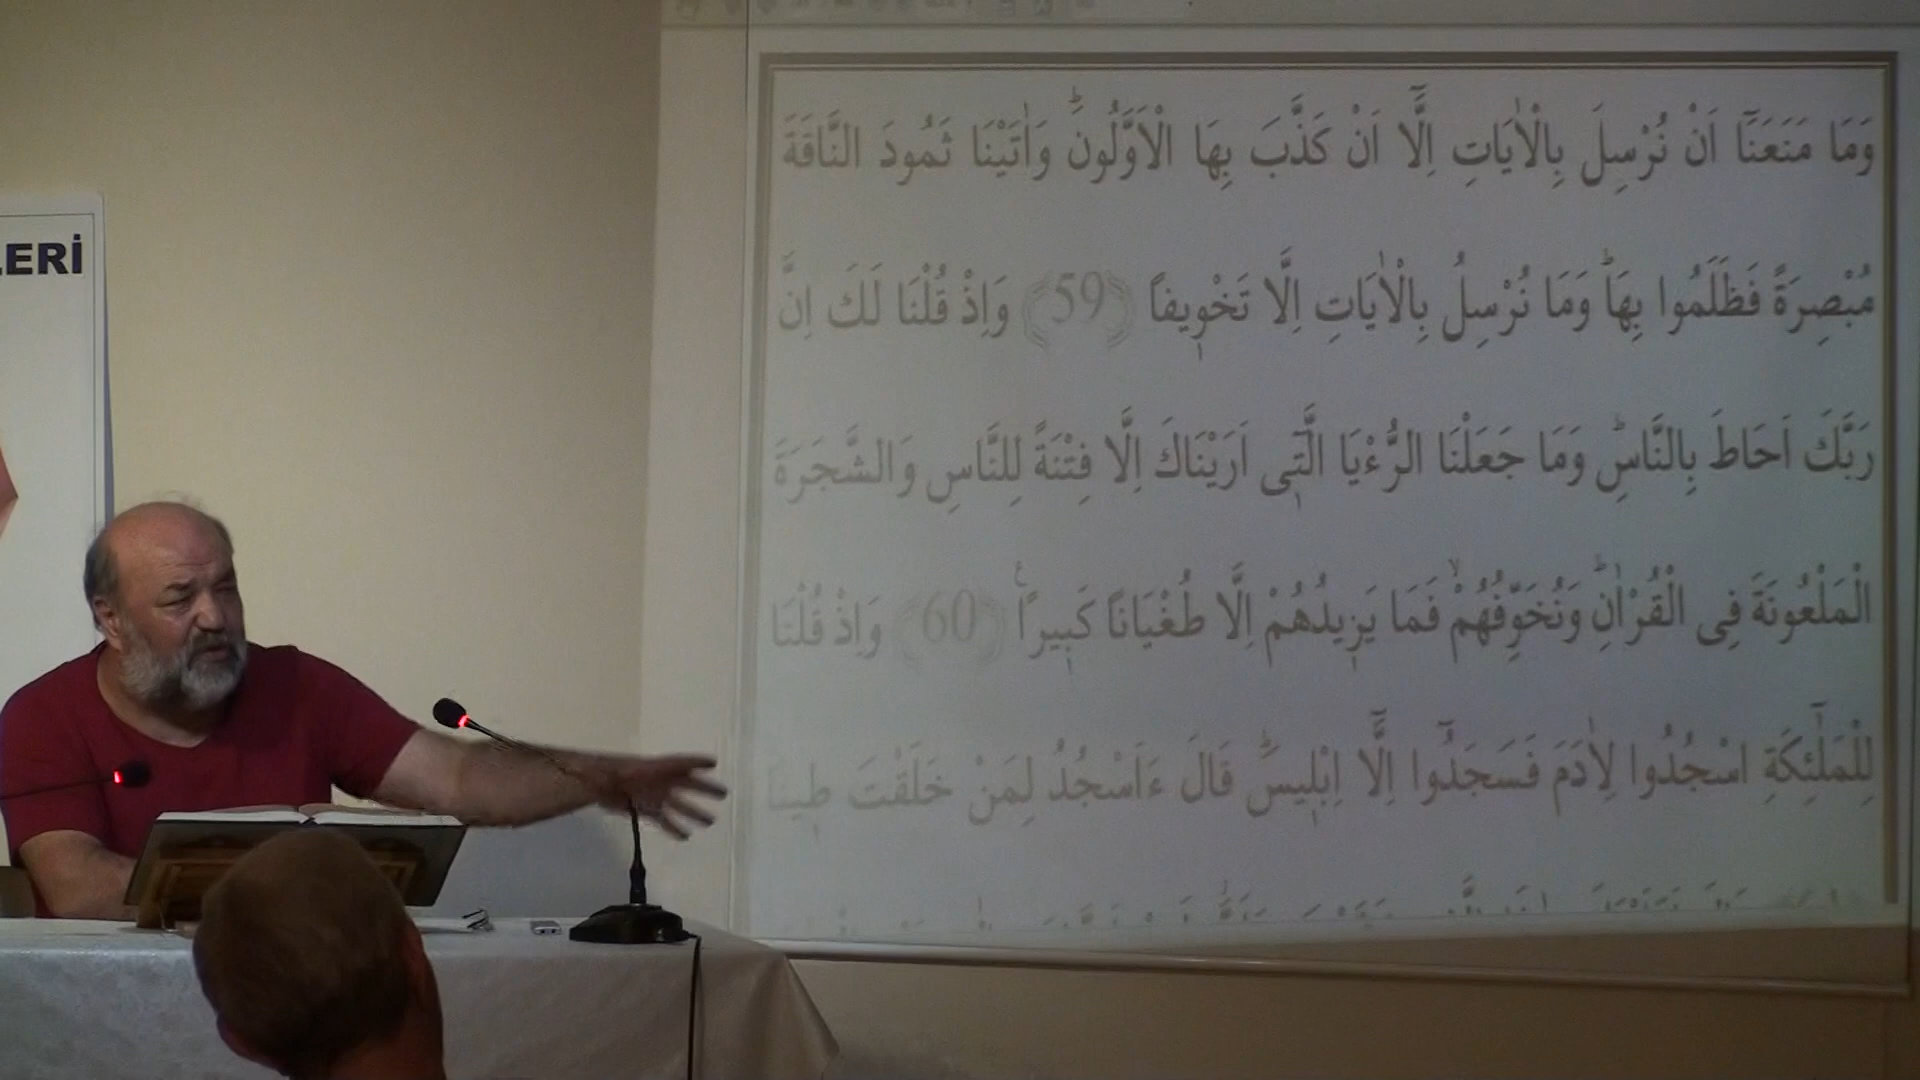 LERİ
وَمَا مَنَعَنَٓا اَنْ نُرْسِلَ بِالْاٰيَاتِ اِلَّٓا اَنْ كَذَّبَ بِهَا الْاَوَّلُونَۜ وَاٰتَيْنَا ثَمُودَ النَّاقَةَ
مُبْصِرَةً فَظَلَمُوا بِهَاۜ وَمَا نُرْسِلُ بِالْاٰيَاتِ اِلَّا تَخْوٖيفاً ﴿59﴾ وَاِذْ قُلْنَا لَكَ اِنَّ
رَبَّكَ اَحَاطَ بِالنَّاسِۜ وَمَا جَعَلْنَا الرُّءْيَا الَّتٖٓى اَرَيْنَاكَ اِلَّا فِتْنَةً لِلنَّاسِ وَالشَّجَرَةَ
الْمَلْعُونَةَ فِى الْقُرْاٰنِۜ وَنُخَوِّفُهُمْۙ فَمَا يَزٖيدُهُمْ اِلَّا طُغْيَاناً كَبٖيراًࣖ ﴿60﴾ وَاِذْ قُلْنَا
لِلْمَلٰٓئِكَةِ اسْجُدُوا لِاٰدَمَ فَسَجَدُٓوا اِلَّٓا اِبْلٖيسَۜ قَالَ ءَاَسْجُدُ لِمَنْ خَلَقْتَ طٖيناً